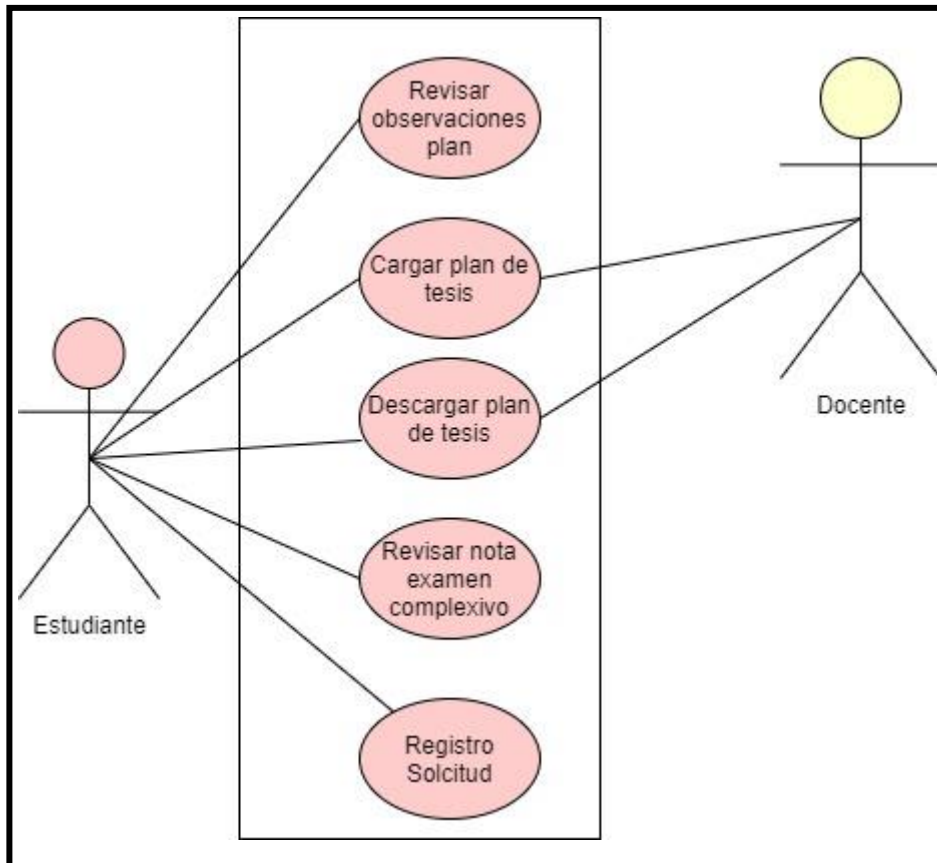 Revisar
observaciones
plan
Cargar plan de
tesis
Descargar plan
de tesis
Docente
Revisar nota
examen
complexivo
Estudiante
Registro
Solcitud